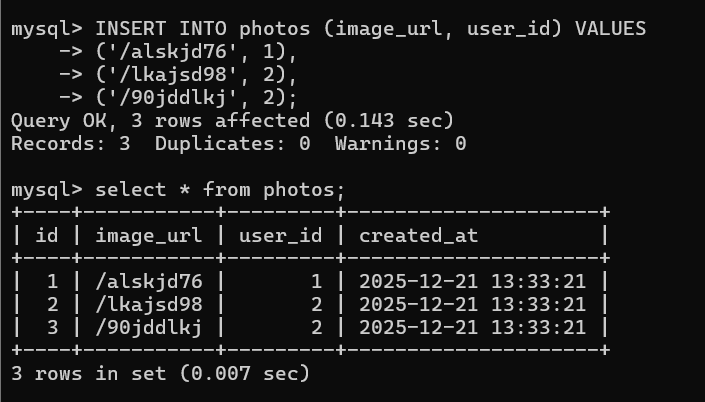 mysql> INSERT INTO photos (image_url, user_id) VALUES
    -> ('/alskjd76', 1),
    -> ('/lkajsd98', 2),
    -> ('/90jddlkj', 2);
Query OK, 3 rows affected (0.143 sec)
Records: 3  Duplicates: 0  Warnings: 0

mysql> select * from photos;
+----+-----------+---------+---------------------+
| id | image_url | user_id | created_at          |
+----+-----------+---------+---------------------+
|  1 | /alskjd76 |       1 | 2025-12-21 13:33:21 |
|  2 | /lkajsd98 |       2 | 2025-12-21 13:33:21 |
|  3 | /90jddlkj |       2 | 2025-12-21 13:33:21 |
+----+-----------+---------+---------------------+
3 rows in set (0.007 sec)